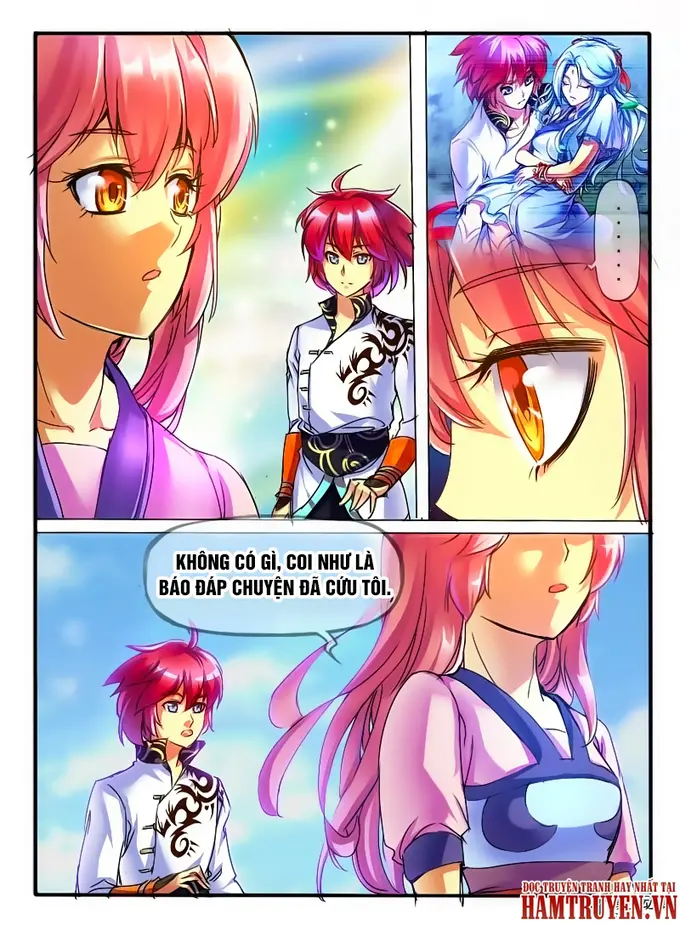 ......
KHÔNG CÓ GÌ, COI NHƯ LÀ
BÁO ĐÁP CHUYỆN ĐÃ CỨU TÔI.
ĐỌC TRUYỆN TRANH HAY NHẤT TẠI
HAMTRUYEN.VN